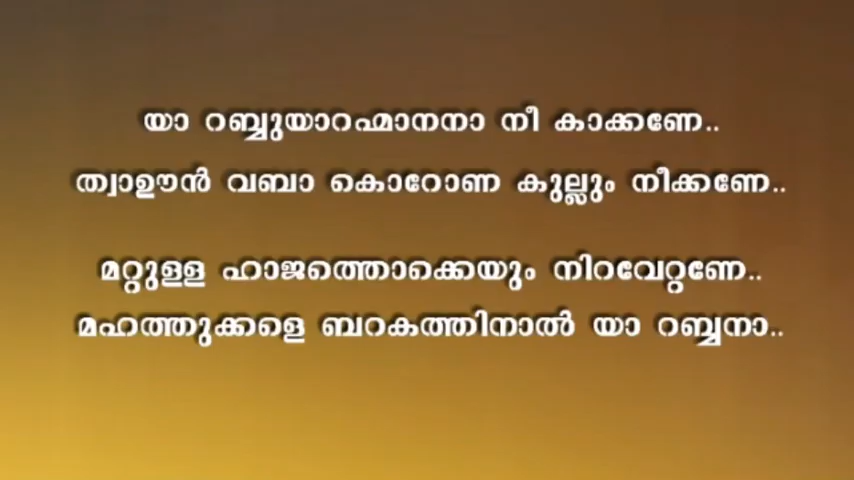 യാ റബ്ബുയാറഹ്മാനനാ നീ കാക്കണേ..
ത്വാഊൻ വബാ കൊറോണ കുല്ലും നീക്കണേ..
മറ്റുള്ള ഹാജത്തൊക്കെയും നിറവേറ്റണേ..
മഹത്തുക്കളെ ബറകത്തിനാൽ യാ റബ്ബനാ..